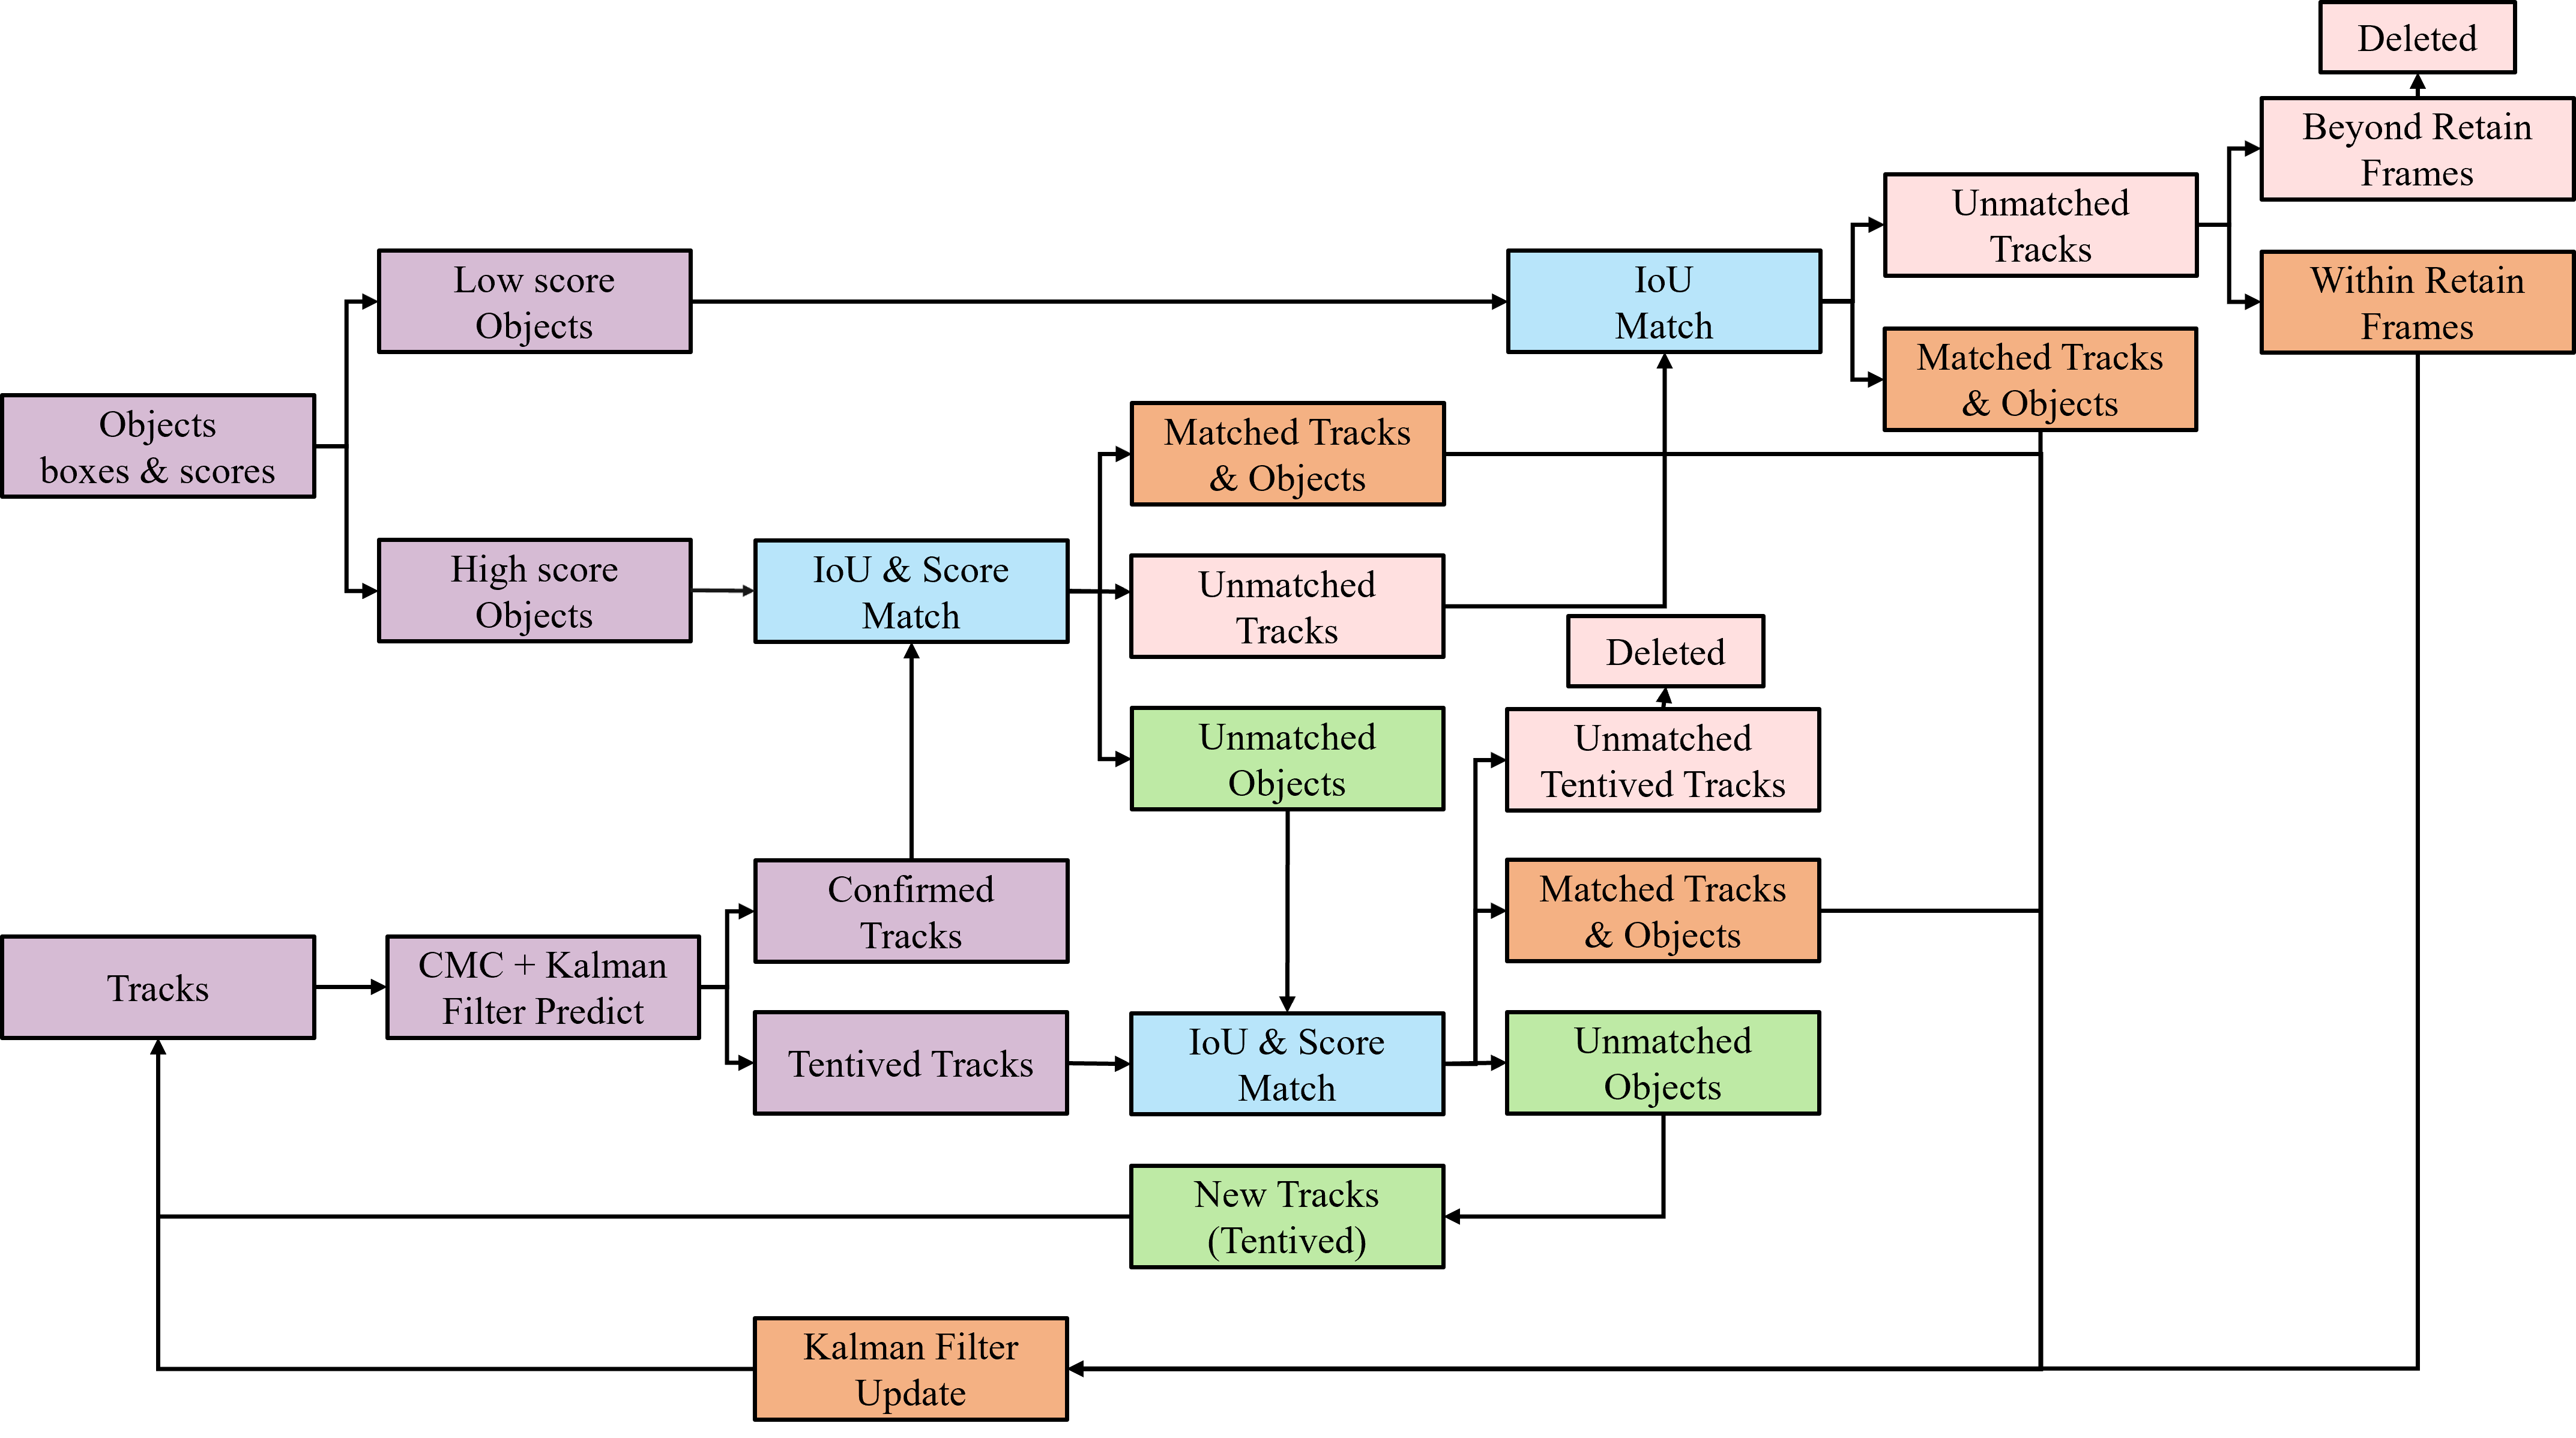 Deleted
Beyond Retain
Frames
Unmatched
Tracks
Low score
Objects
IoU
Match
Within Retain
Frames
Matched Tracks
& Objects
Objects
boxes & scores
Matched Tracks
& Objects
High score
Objects
IoU & Score
Match
Unmatched
Tracks
Deleted
Unmatched
Objects
Unmatched
Tentived Tracks
Confirmed
Tracks
Matched Tracks
& Objects
Tracks
CMC + Kalman
Filter Predict
Tentived Tracks
IoU & Score
Match
Unmatched
Objects
New Tracks
(Tentived)
Kalman Filter
Update